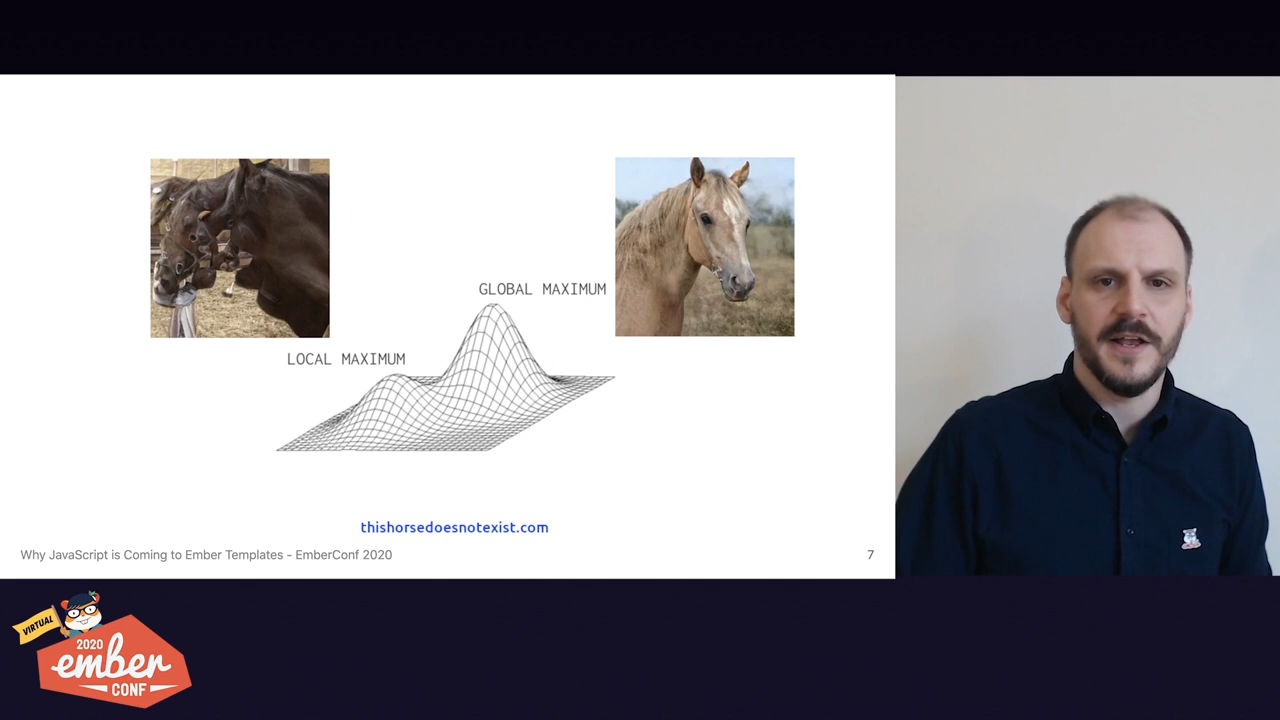 GLOBAL MAXIMUM
LOCAL MAXIMUM
thishorsedoesnotexist.com
Why JavaScript is Coming to Ember Templates - EmberConf 2020
7
VIRTUAL
2020
ember
CONF